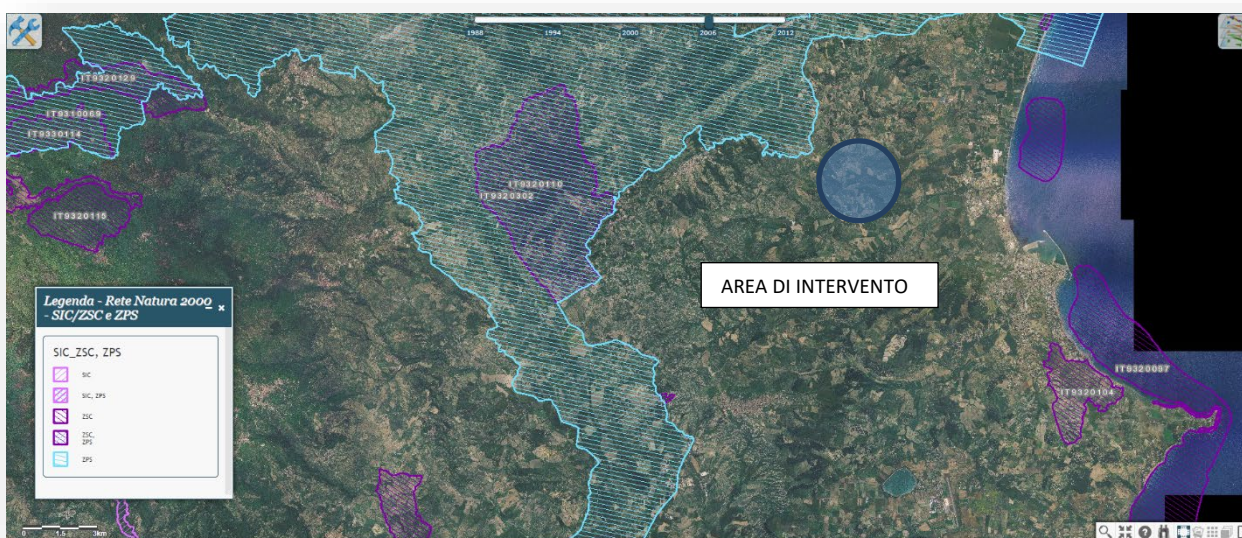 1988 1994 2000 2006 2012
IT9320129
IT9310069
IT9330114
IT9320110
IT9320302
IT9320115
AREA DI INTERVENTO
Legenda - Rete Natura 2000
- SIC/ZSC e ZPS
SIC_ZSC, ZPS
SIC
SIC, ZPS
ZSC
ZSC,
ZPS
ZPS
IT9320097
IT9320104
0 1.5 3km